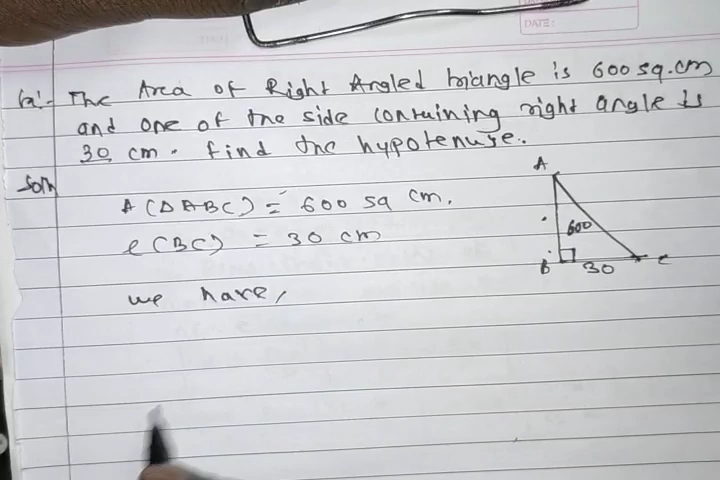 DATE:
(a):- The Area of Right Angled triangle is 600 sq.cm
and one of the side containing right angle is
30 cm. find the hypotenuse.
Soln
A (Δ ABC) = 600 sq cm.
l (BC) = 30 cm
we have,
A
600
B 30 C